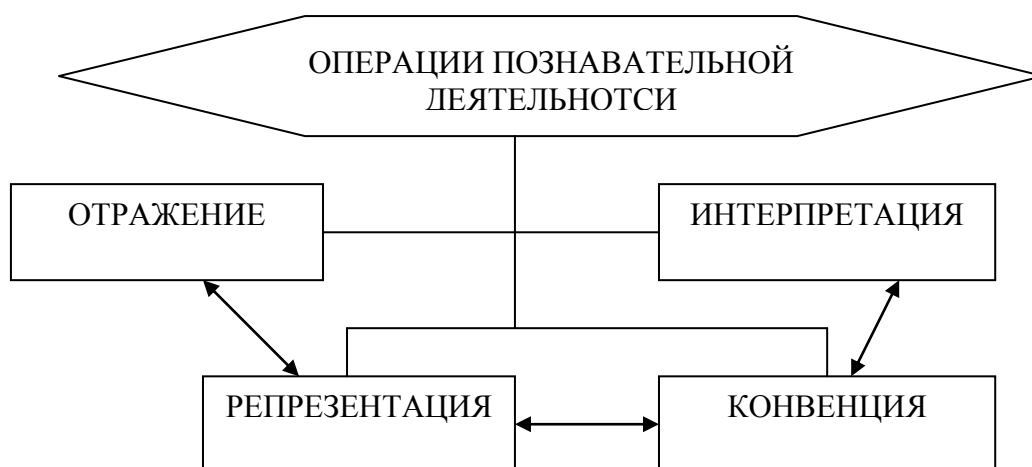 ОПЕРАЦИИ ПОЗНАВАТЕЛЬНОЙ
ДЕЯТЕЛЬНОТСИ
ОТРАЖЕНИЕ
ИНТЕРПРЕТАЦИЯ
РЕПРЕЗЕНТАЦИЯ
КОНВЕНЦИЯ